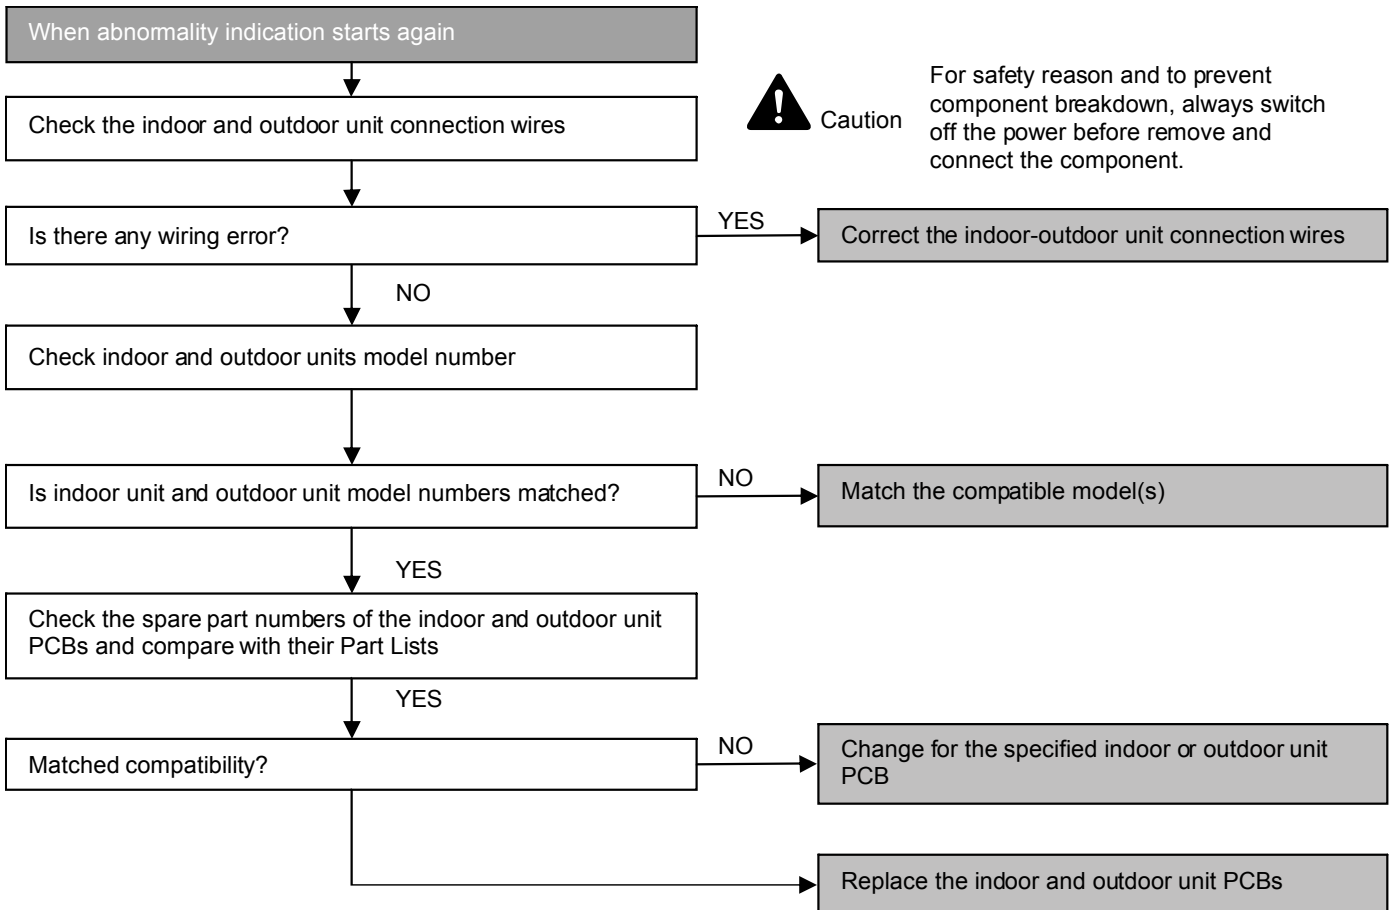 When abnormality indication starts again
Caution
For safety reason and to prevent
component breakdown, always switch
off the power before remove and
connect the component.
Check the indoor and outdoor unit connection wires
Is there any wiring error?
YES
Correct the indoor-outdoor unit connection wires
NO
Check indoor and outdoor units model number
Is indoor unit and outdoor unit model numbers matched?
NO
Match the compatible model(s)
YES
Check the spare part numbers of the indoor and outdoor unit
PCBs and compare with their Part Lists
YES
Matched compatibility?
NO
Change for the specified indoor or outdoor unit
PCB
Replace the indoor and outdoor unit PCBs